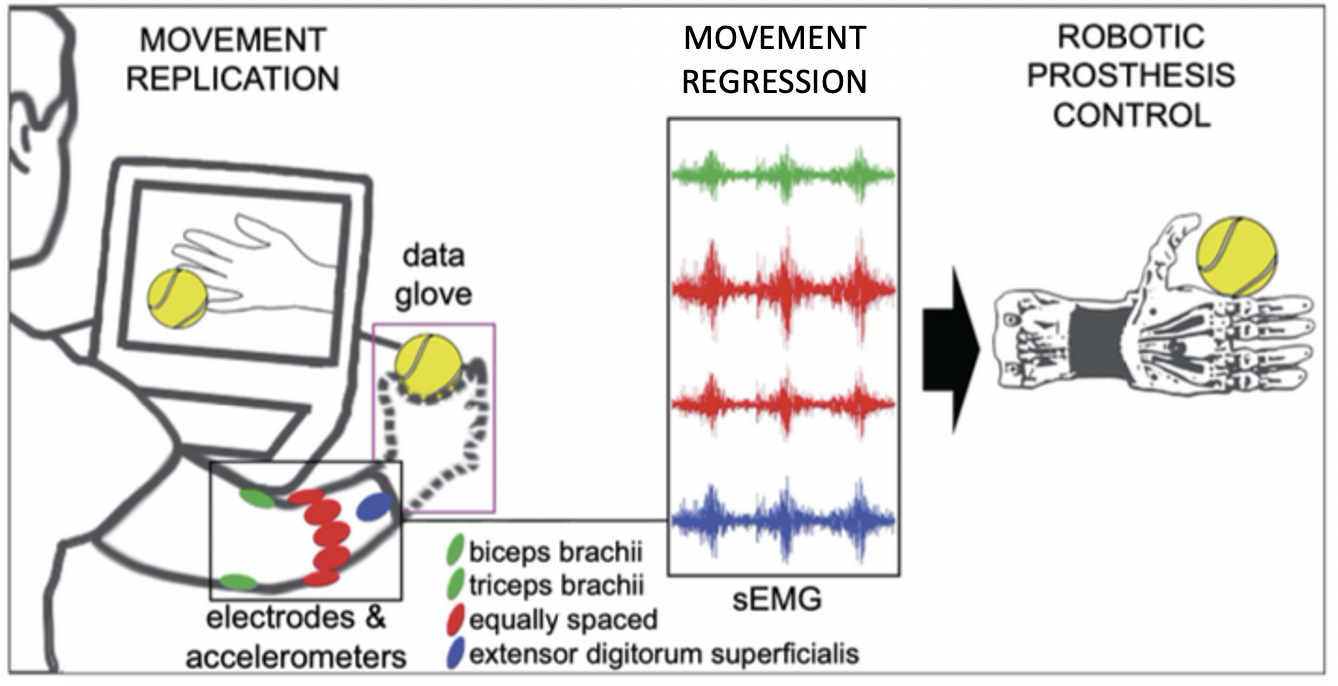 MOVEMENT
REPLICATION
MOVEMENT
REGRESSION
ROBOTIC
PROSTHESIS
CONTROL
data
glove
biceps brachii
triceps brachii
equally spaced
extensor digitorum superficialis
electrodes &
accelerometers
sEMG